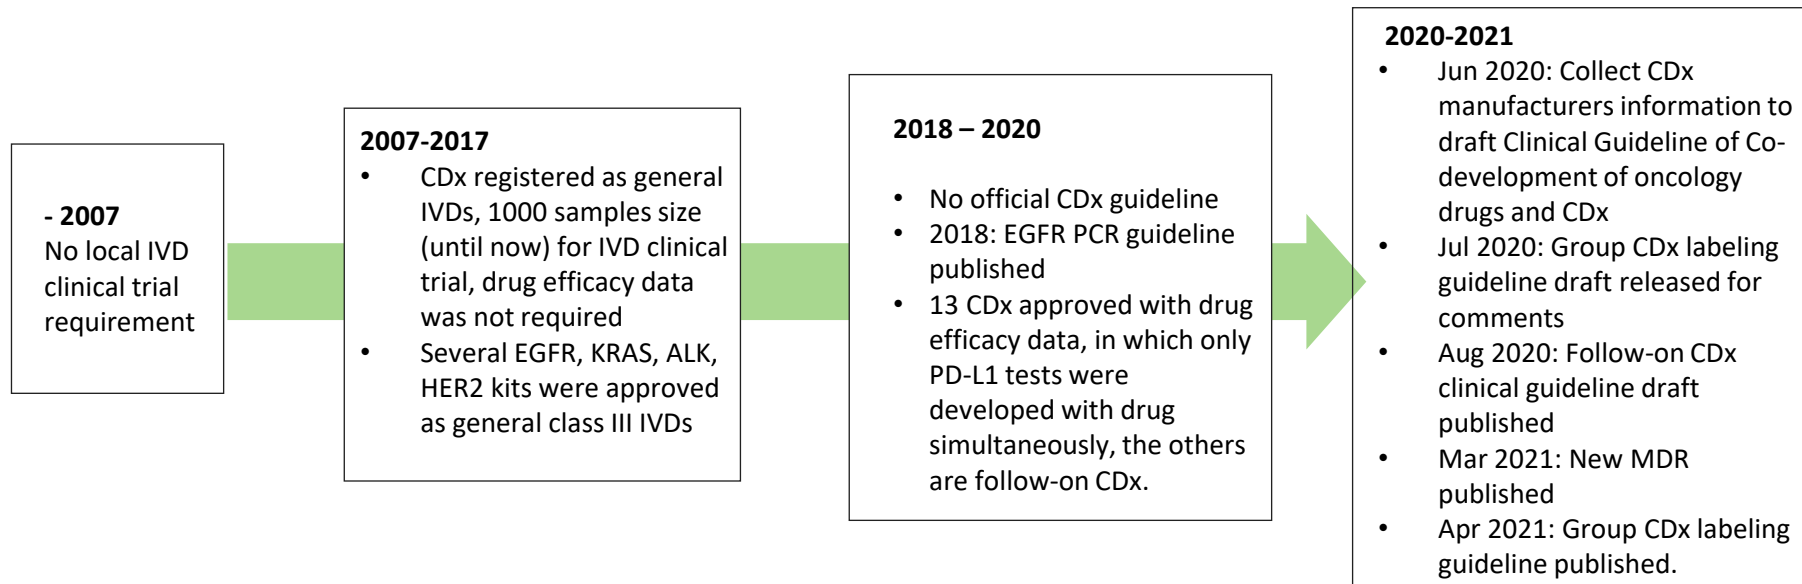 - 2007
No local IVD
clinical trial
requirement
2007-2017
• CDx registered as general
IVDs, 1000 samples size
(until now) for IVD clinical
trial, drug efficacy data
was not required
• Several EGFR, KRAS, ALK,
HER2 kits were approved
as general class III IVDs
2018 – 2020
• No official CDx guideline
• 2018: EGFR PCR guideline
published
• 13 CDx approved with drug
efficacy data, in which only
PD-L1 tests were
developed with drug
simultaneously, the others
are follow-on CDx.
2020-2021
• Jun 2020: Collect CDx
manufacturers information to
draft Clinical Guideline of Co-
development of oncology
drugs and CDx
• Jul 2020: Group CDx labeling
guideline draft released for
comments
• Aug 2020: Follow-on CDx
clinical guideline draft
published
• Mar 2021: New MDR
published
• Apr 2021: Group CDx labeling
guideline published.